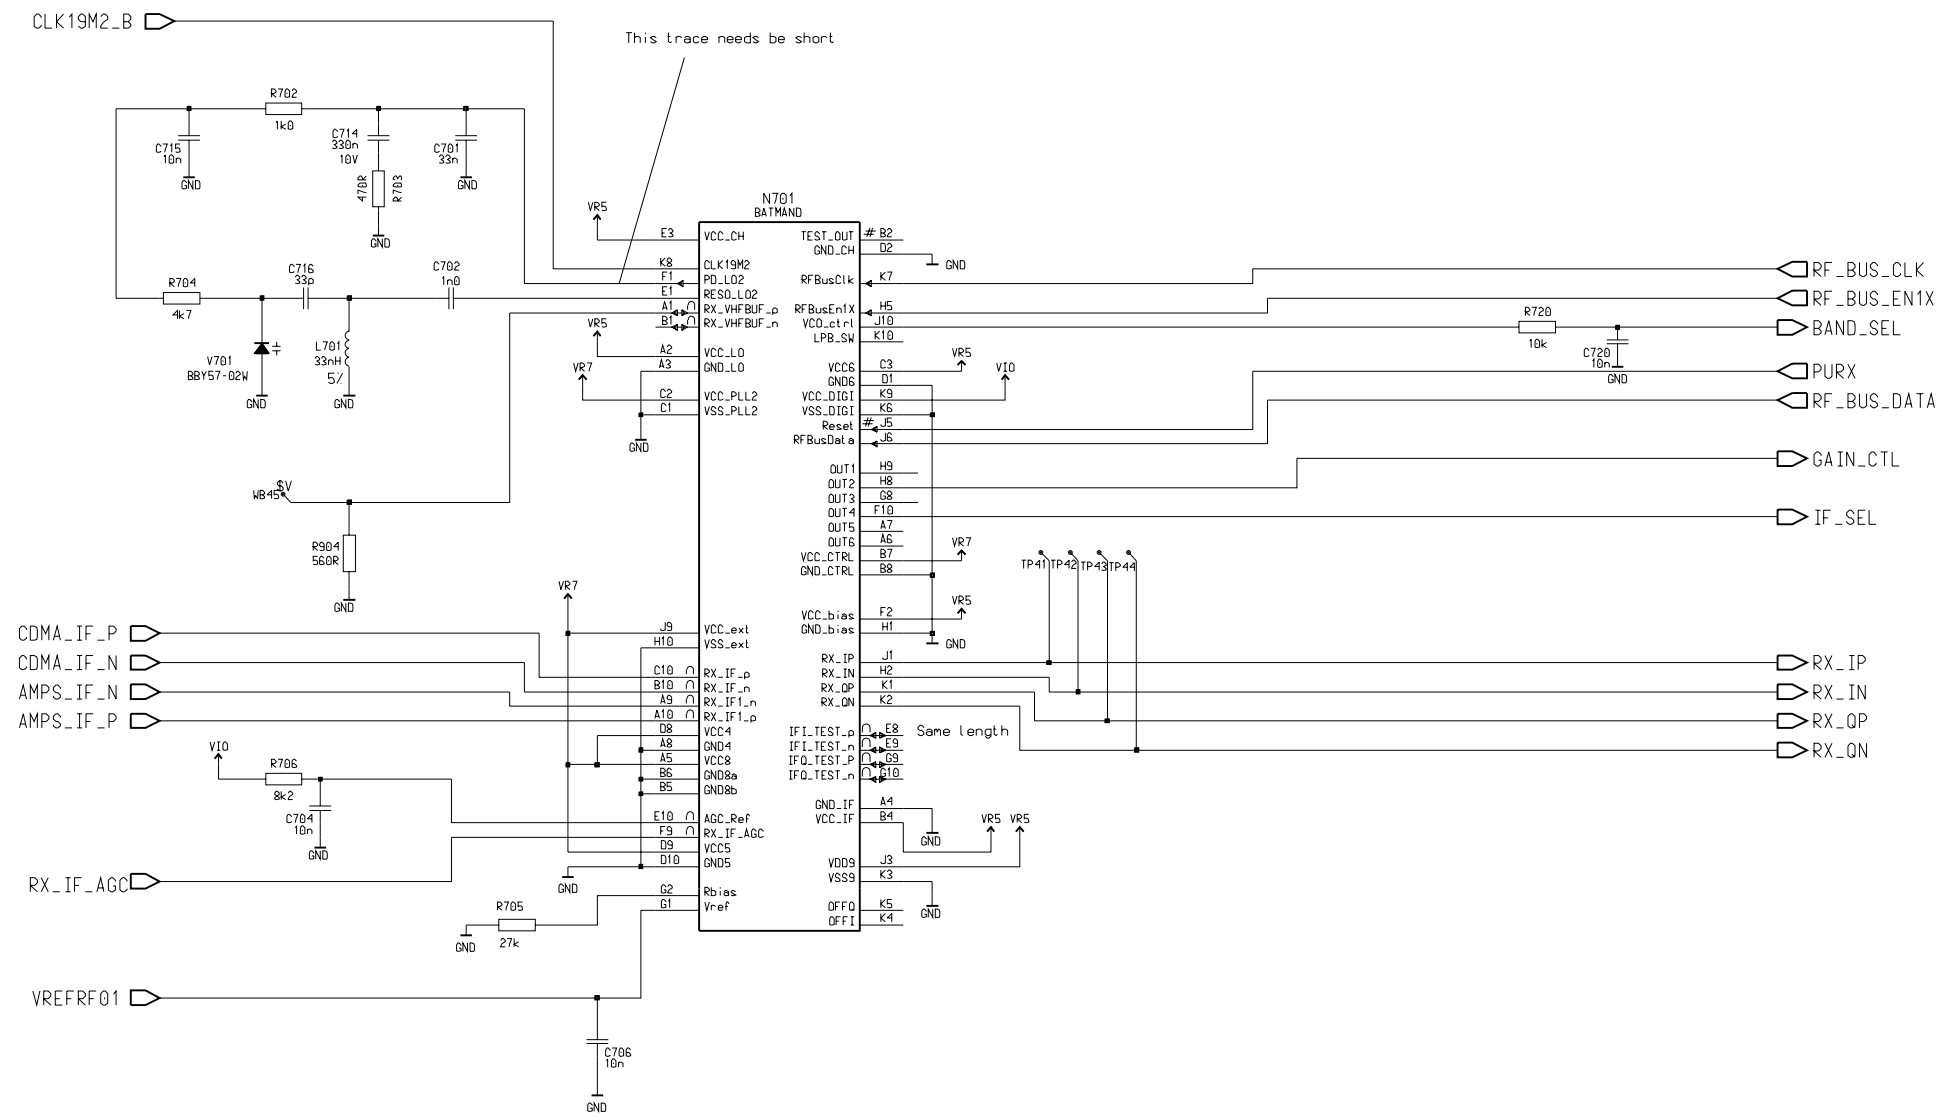 CLK19M2_B
This trace needs be short
R702
1k0
C715
10n
GND
C714
330n
10V
470R
R703
GND
C701
33n
GND
R704
4k7
C716
33p
C702
1n0
V701
BBY57-02W
GND
L701
33nH
5%
GND
N701
BATMAND
VR5
E3 VCC_CH
K8 CLK19M2
F1 PD_LO2
E1 RESO_LO2
A1 RX_VHFBUF_p
B1 RX_VHFBUF_n
VR5
A2 VCC_LO
A3 GND_LO
VR7
C2 VCC_PLL2
C1 VSS_PLL2
GND
$V
WB45
R904
560R
GND
VR7
J9 VCC_ext
H10 VSS_ext
CDMA_IF_P
CDMA_IF_N
AMPS_IF_N
AMPS_IF_P
C10 RX_IF_p
B10 RX_IF_n
A9 RX_IF1_n
A10 RX_IF1_p
D8 VCC4
A8 GND4
A5 VCC8
B6 GND8a
B5 GND8b
VIO
R706
8k2
C704
10n
GND
E10 AGC_Ref
F9 RX_IF_AGC
D9 VCC5
D10 GND5
GND
RX_IF_AGC
G2 Rbias
G1 Vref
R705
27k
GND
VREFRF01
C706
10n
GND
TEST_OUT # B2
GND_CH D2
GND
RFBusClk K7
RFBusEn1X H5
VCO_ctrl J10
LPB_SW K10
VCC6 C3
VR5
GND6 D1
VCC_DIGI K9
VIO
VSS_DIGI K6
Reset # J5
RFBusData J6
OUT1 H9
OUT2 H8
OUT3 G8
OUT4 F10
OUT5 A7
OUT6 A6
VCC_CTRL B7
VR7
GND_CTRL B8
VCC_bias F2
VR5
GND_bias H1
GND
RX_IP J1
RX_IN H2
RX_QP K1
RX_QN K2
IFI_TEST_p E8
Same length
IFI_TEST_n E9
IFQ_TEST_P G9
IFQ_TEST_n G10
GND_IF A4
VCC_IF B4
GND
VR5
VR5
VDD9 J3
VSS9 K3
GND
OFFQ K5
OFFI K4
TP41
TP42
TP43
TP44
R720
10k
C720
10n
GND
RF_BUS_CLK
RF_BUS_EN1X
BAND_SEL
PURX
RF_BUS_DATA
GAIN_CTL
IF_SEL
RX_IP
RX_IN
RX_QP
RX_QN